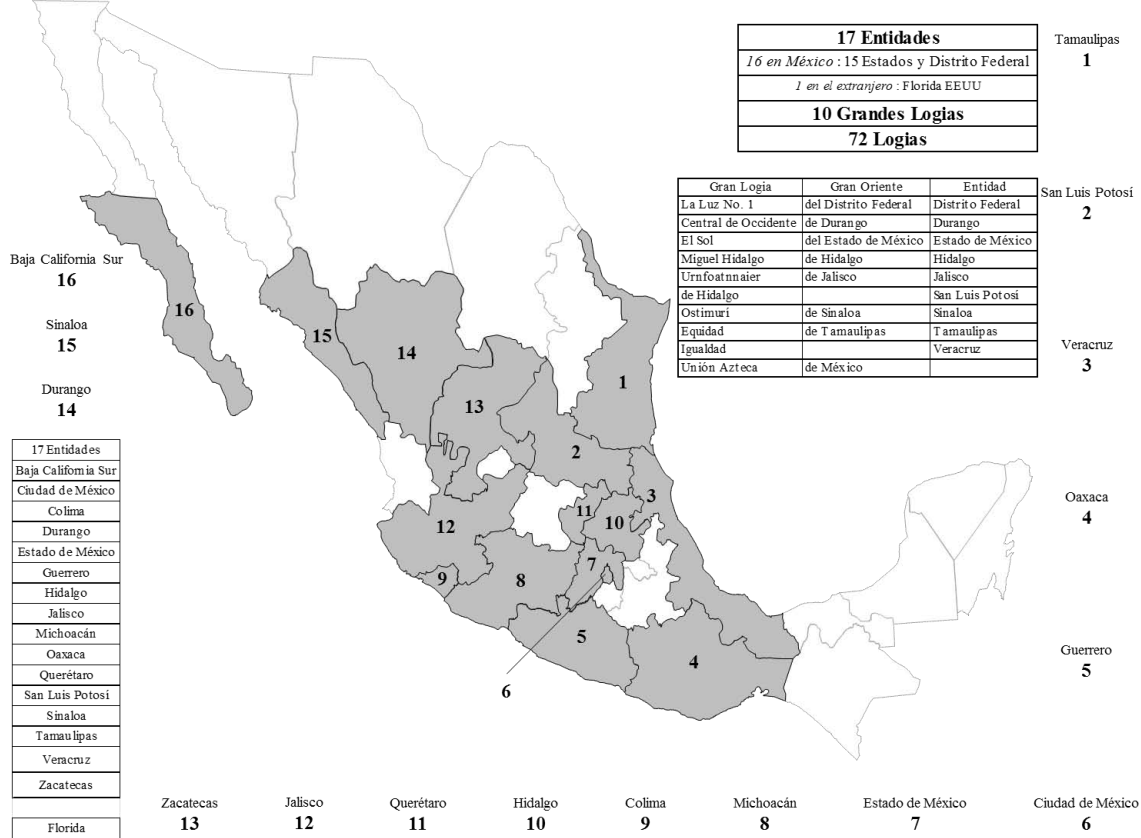 17 Entidades
16 en México : 15 Estados y Distrito Federal
1 en el extranjero : Florida EEUU
10 Grandes Logias
72 Logias
Gran Logia Gran Oriente Entidad
La Luz No. 1 del Distrito Federal Distrito Federal
Central de Occidente de Durango Durango
El Sol del Estado de México Estado de México
Miguel Hidalgo de Hidalgo Hidalgo
Urnfoatnnaier de Jalisco Jalisco
de Hidalgo San Luis Potosí
Ostimuri de Sinaloa Sinaloa
Equidad de Tamaulipas Tamaulipas
Igualdad Veracruz
Unión Azteca de México
Tamaulipas
1
San Luis Potosí
2
Veracruz
3
Oaxaca
4
Guerrero
5
Ciudad de México
6
Estado de México
7
Michoacán
8
Colima
9
Hidalgo
10
Querétaro
11
Jalisco
12
Zacatecas
13
Baja California Sur
16
Sinaloa
15
Durango
14
17 Entidades
Baja California Sur
Ciudad de México
Colima
Durango
Estado de México
Guerrero
Hidalgo
Jalisco
Michoacán
Oaxaca
Querétaro
San Luis Potosí
Sinaloa
Tamaulipas
Veracruz
Zacatecas
Florida
16
15
14
13
1
2
3
11
10
12
7
9
8
5
4
6